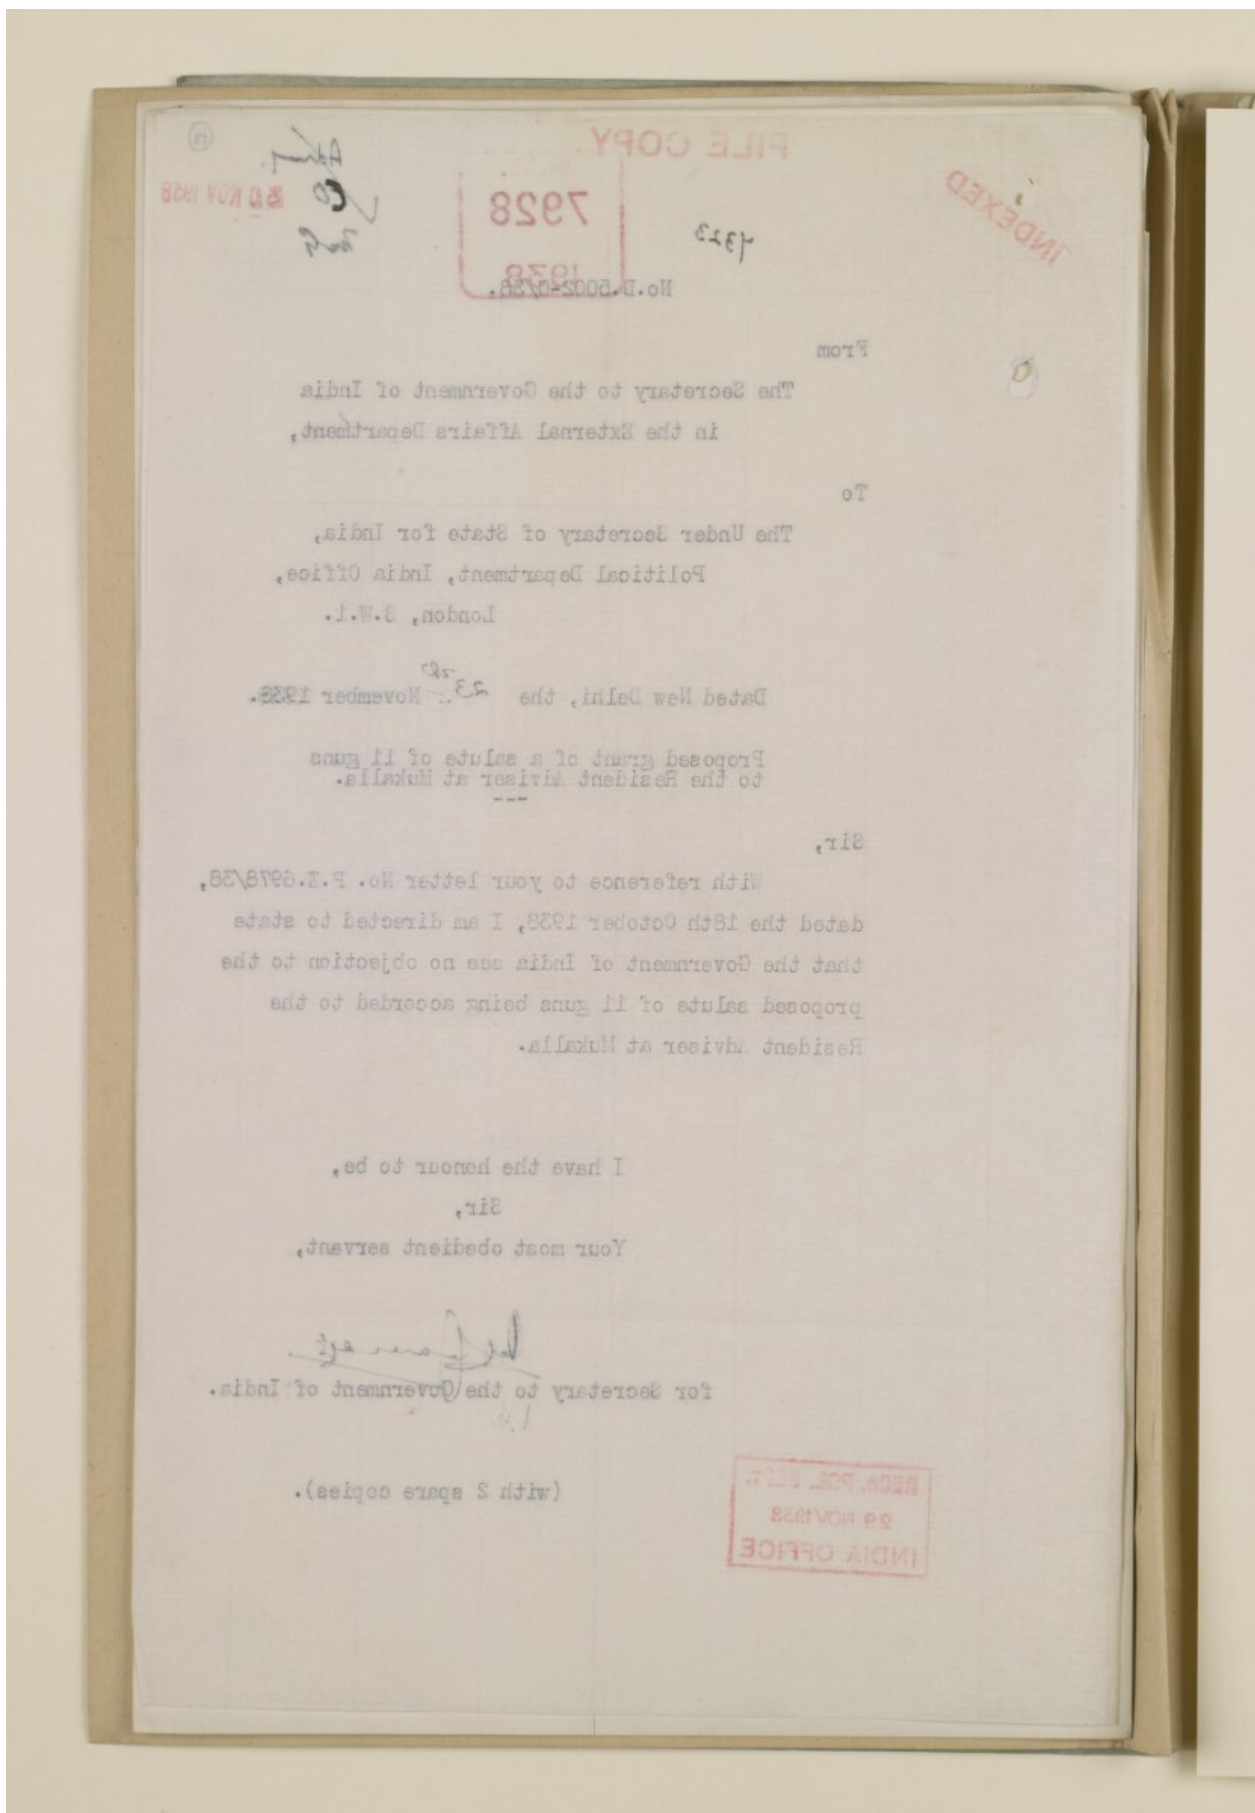 FILE COPY
INDEXED
7928
1938
30 NOV 1938
No.D.5002-G/38.
From
The Secretary to the Government of India
in the External Affairs Department,
To
The Under Secretary of State for India,
Political Department, India Office,
London, S.W.1.
Dated New Delhi, the 23rd November 1938.
Proposed grant of a salute of 11 guns
to the Resident Adviser at Mukalla.
---
Sir,
With reference to your letter No. P.Z.6978/38,
dated the 18th October 1938, I am directed to state
that the Government of India see no objection to the
proposed salute of 11 guns being accorded to the
Resident Adviser at Mukalla.
I have the honour to be,
Sir,
Your most obedient servant,
for Secretary to the Government of India.
(with 2 spare copies).
RECD. POL. DEPT.
29 NOV 1938
INDIA OFFICE